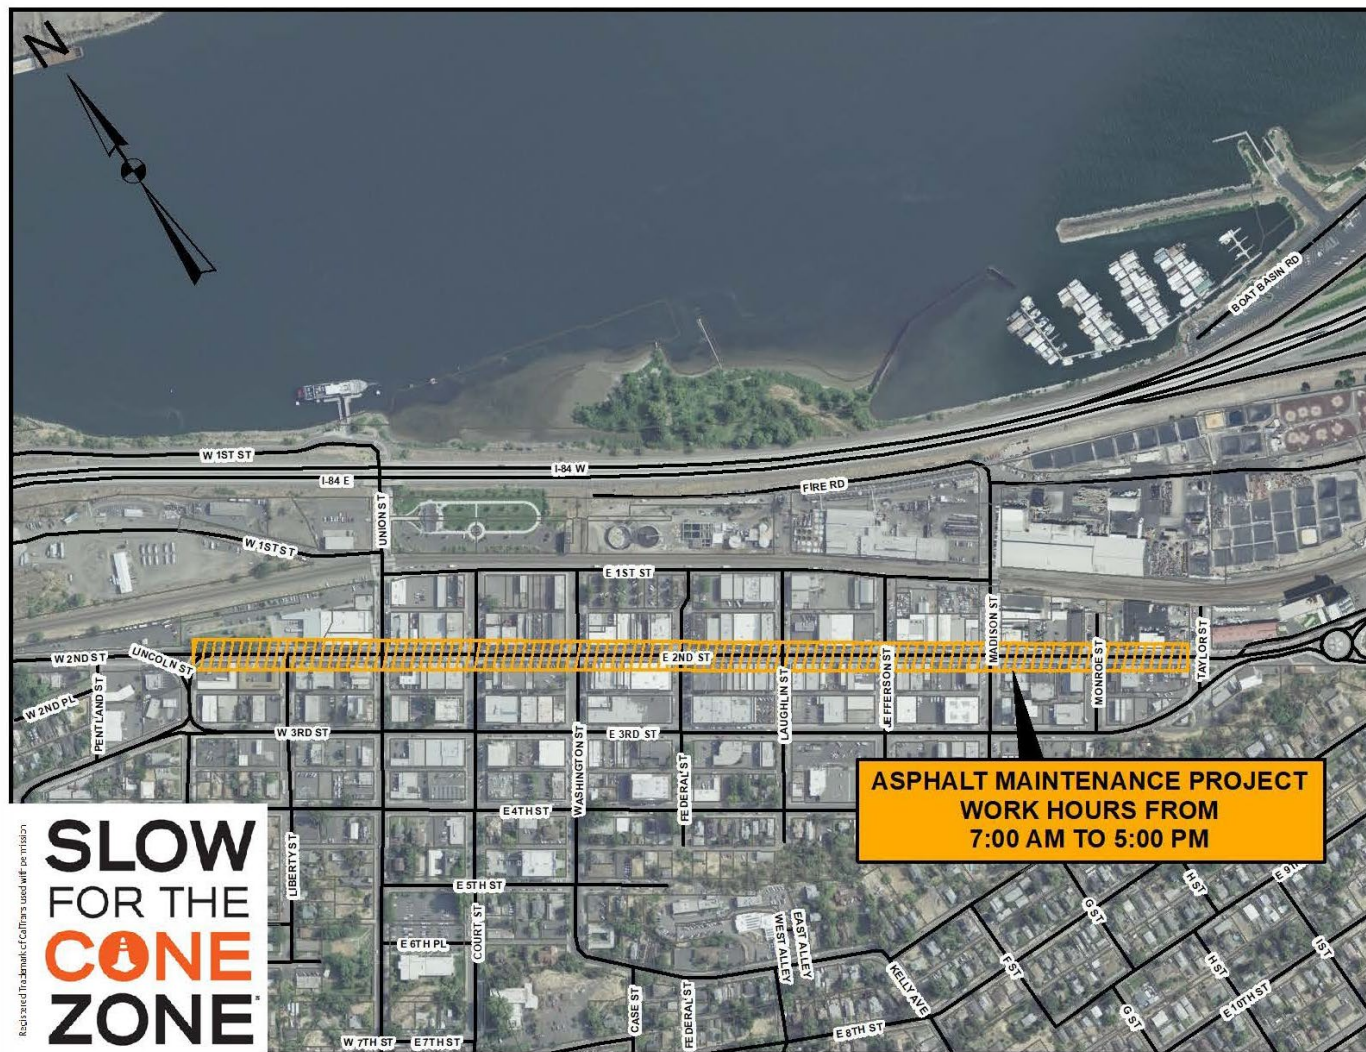 N
BOAT BASIN RD
W 1ST ST
I-84 W
I-84 E
FIRE RD
UNION ST
W 1ST ST
E 1ST ST
MADISON ST
MONROE ST
TAYLOR ST
W 2ND ST
LINCOLN ST
E 2ND ST
LAUGHLIN ST
JEFFERSON ST
W 2ND PL
PENTLAND ST
W 3RD ST
E 3RD ST
WASHINGTON ST
FEDERAL ST
ASPHALT MAINTENANCE PROJECT
WORK HOURS FROM
7:00 AM TO 5:00 PM
E 4TH ST
LIBERTY ST
E 5TH ST
COURT ST
E 6TH PL
WEST ALLEY
EAST ALLEY
KELLY AVE
CASE ST
FEDERAL ST
W 7TH ST
E 7TH ST
E 8TH ST
F ST
G ST
G ST
H ST
H ST
I ST
E 10TH ST
Registered Trademark of CalTrans used with permission
SLOW
FOR THE
CONE
ZONE